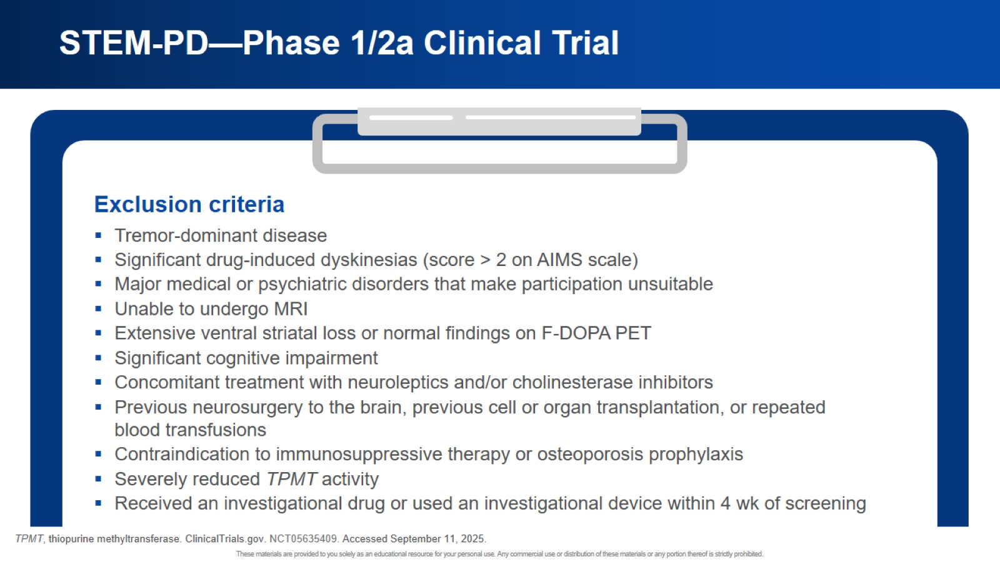 STEM-PD—Phase 1/2a Clinical Trial
Exclusion criteria
▪ Tremor-dominant disease
▪ Significant drug-induced dyskinesias (score > 2 on AIMS scale)
▪ Major medical or psychiatric disorders that make participation unsuitable
▪ Unable to undergo MRI
▪ Extensive ventral striatal loss or normal findings on F-DOPA PET
▪ Significant cognitive impairment
▪ Concomitant treatment with neuroleptics and/or cholinesterase inhibitors
▪ Previous neurosurgery to the brain, previous cell or organ transplantation, or repeated
blood transfusions
▪ Contraindication to immunosuppressive therapy or osteoporosis prophylaxis
▪ Severely reduced TPMT activity
▪ Received an investigational drug or used an investigational device within 4 wk of screening
TPMT, thiopurine methyltransferase. ClinicalTrials.gov. NCT05635409. Accessed September 11, 2025.
These materials are provided to you solely as an educational resource for your personal use. Any commercial use or distribution of these materials or any portion thereof is strictly prohibited.